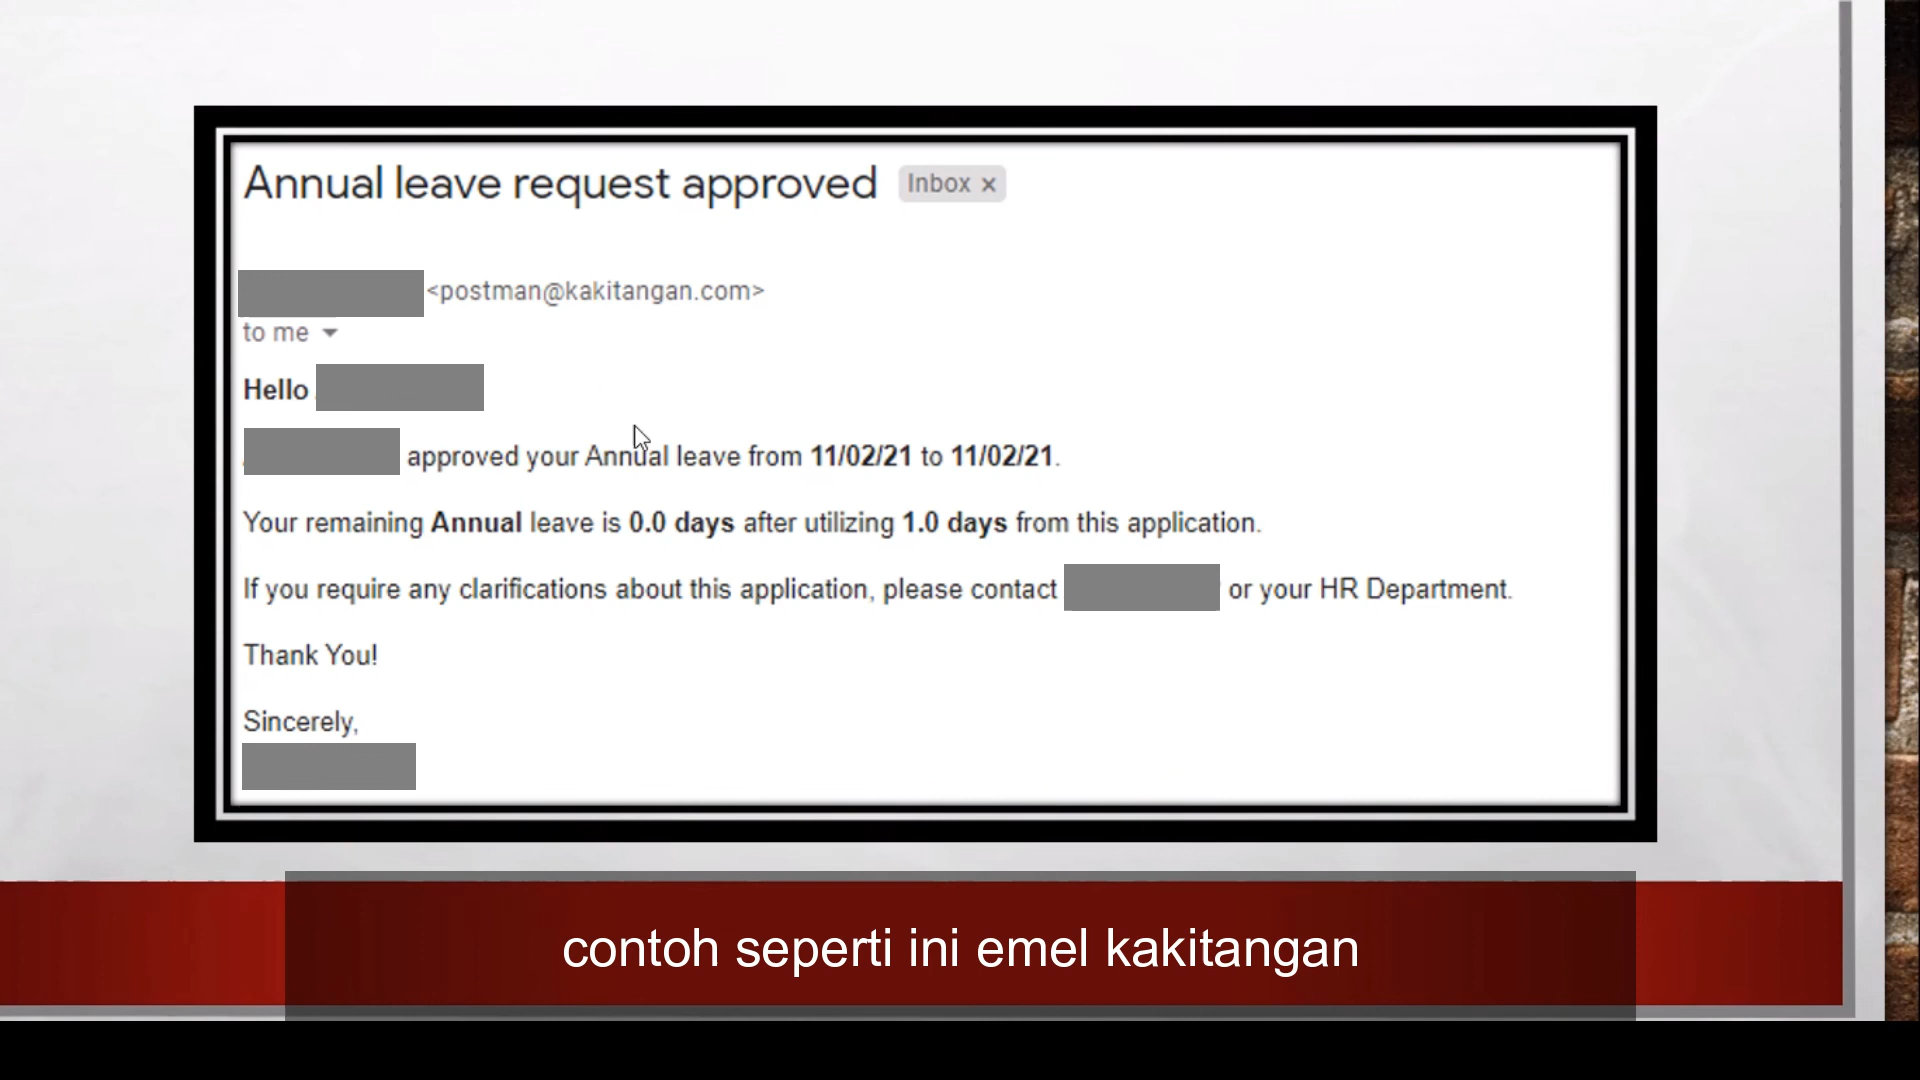 Annual leave request approved Inbox x
<postman@kakitangan.com>
to me
Hello
approved your Annual leave from 11/02/21 to 11/02/21.
Your remaining Annual leave is 0.0 days after utilizing 1.0 days from this application.
If you require any clarifications about this application, please contact or your HR Department.
Thank You!
Sincerely,
contoh seperti ini emel kakitangan